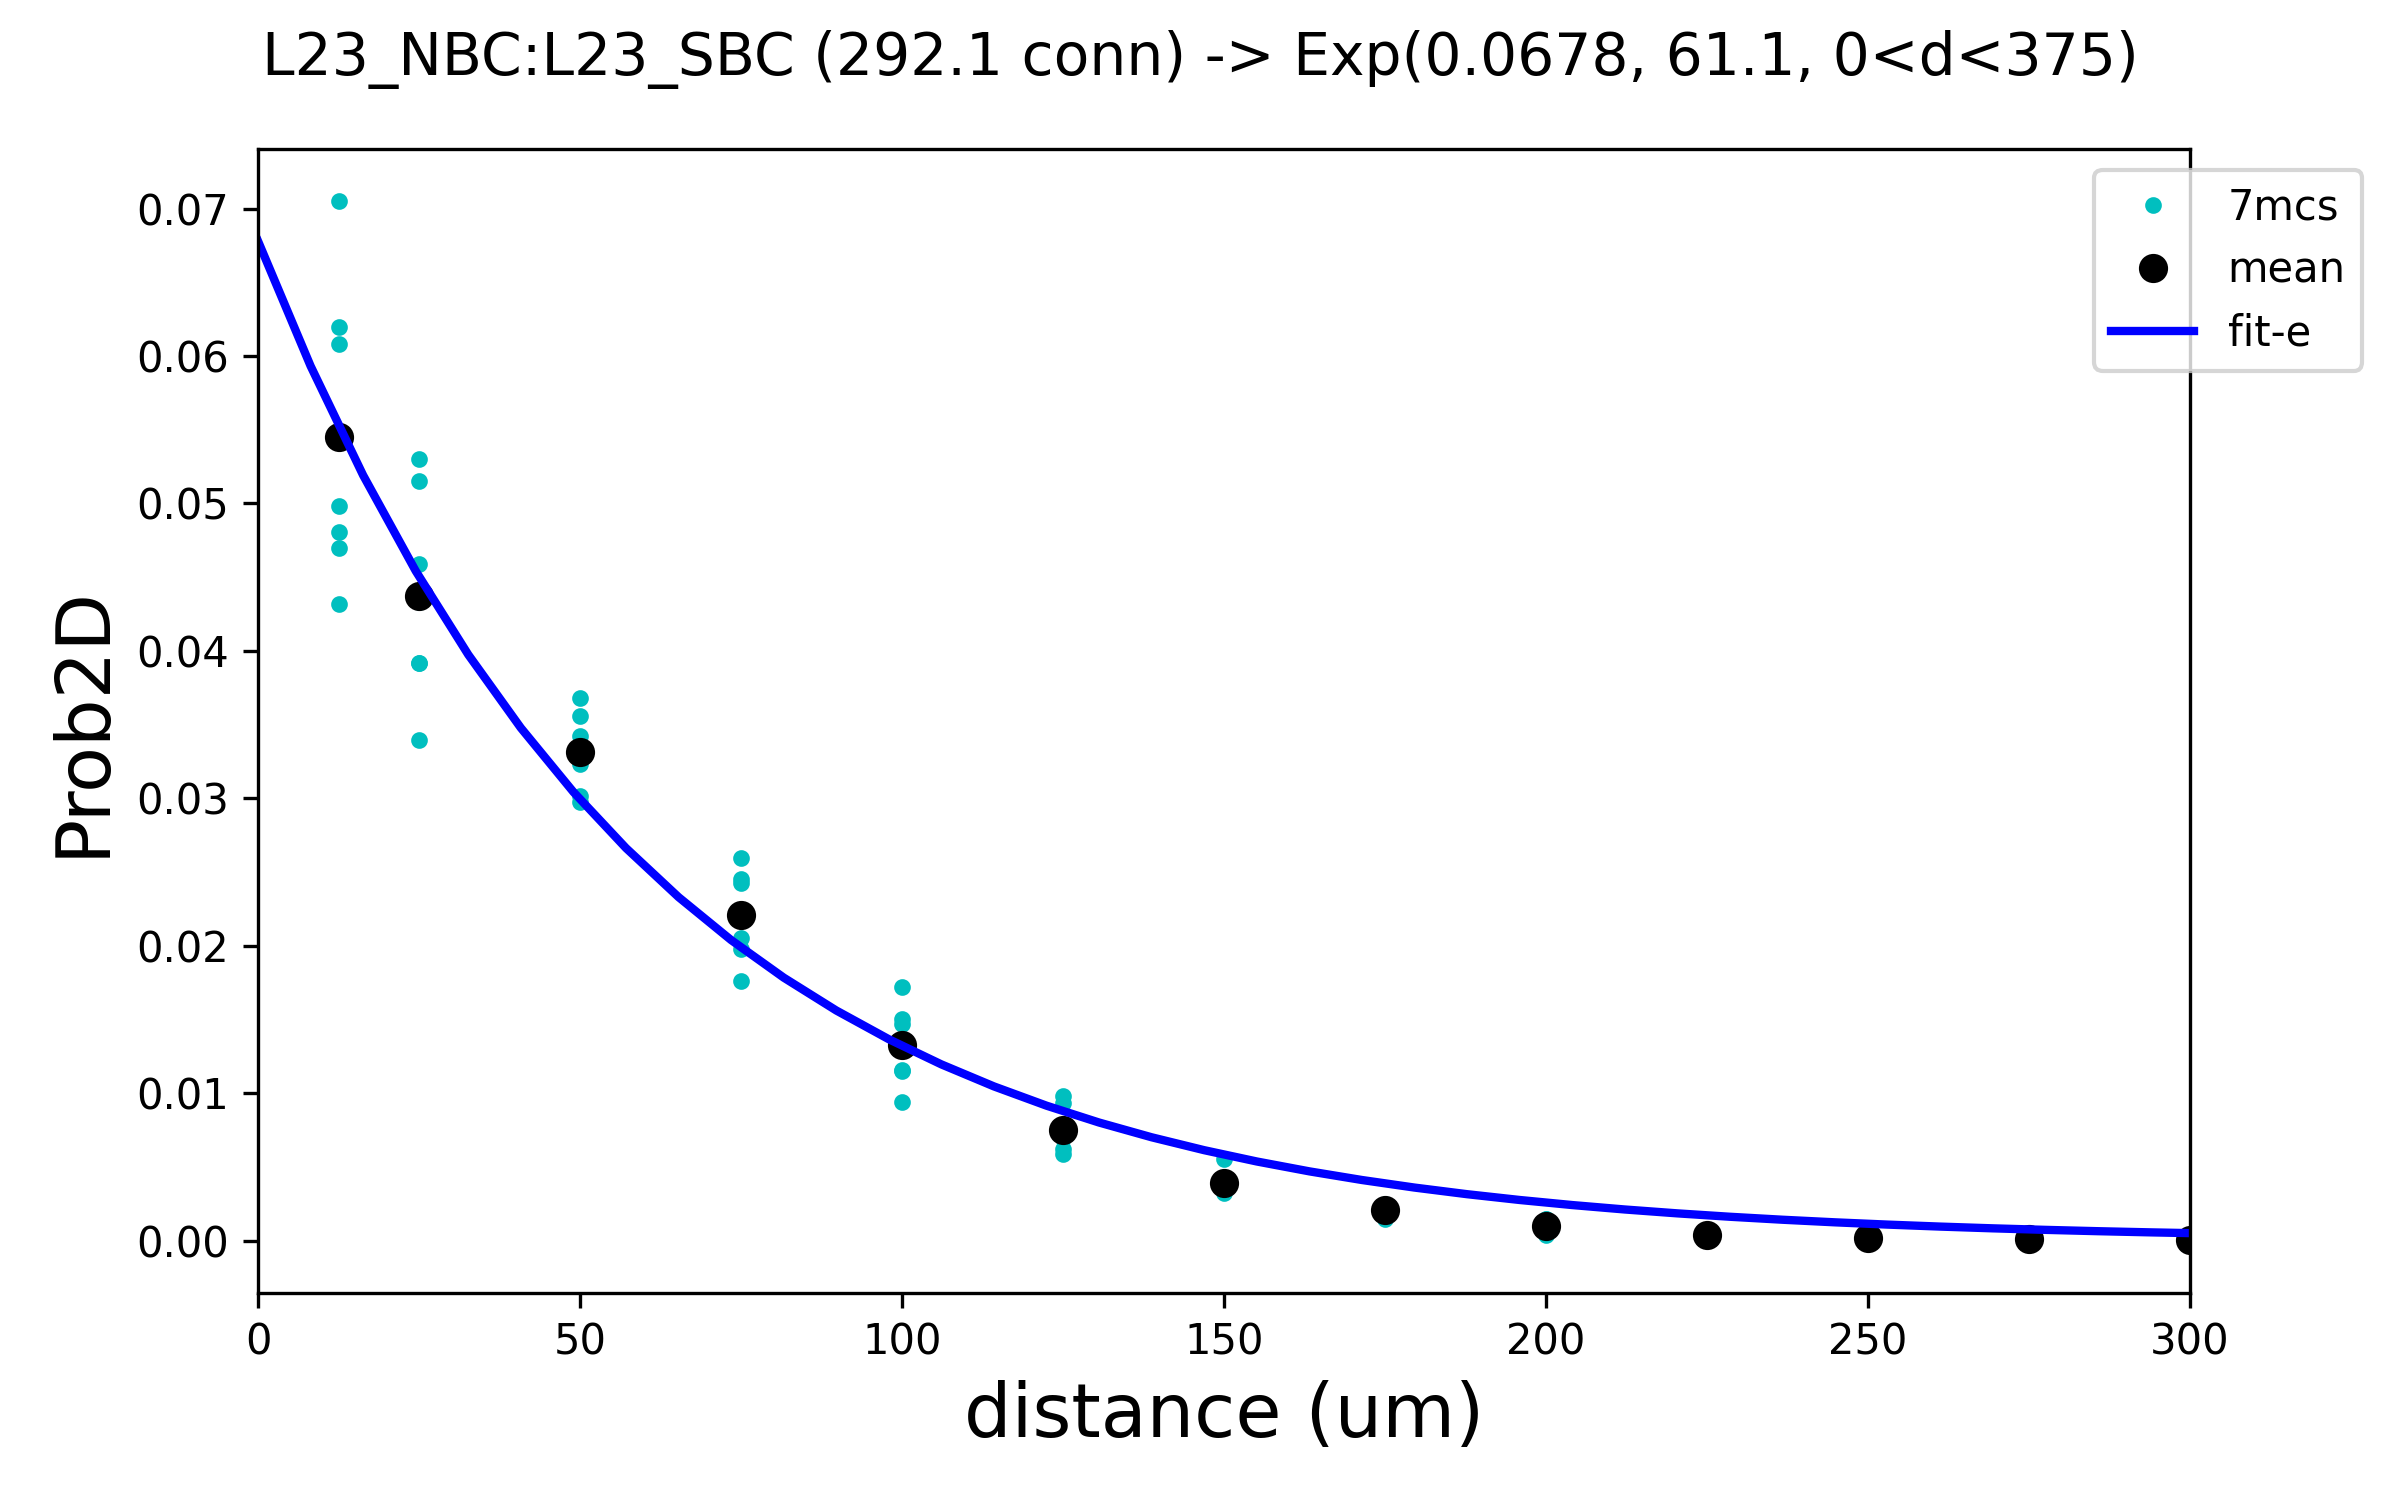 L23_NBC:L23_SBC (292.1 conn) -> Exp(0.0678, 61.1, 0<d<375)
7mcs
mean
fit-e
0.07
0.06
0.05
0.04
0.03
0.02
0.01
0.00
Prob2D
0 50 100 150 200 250 300
distance (um)